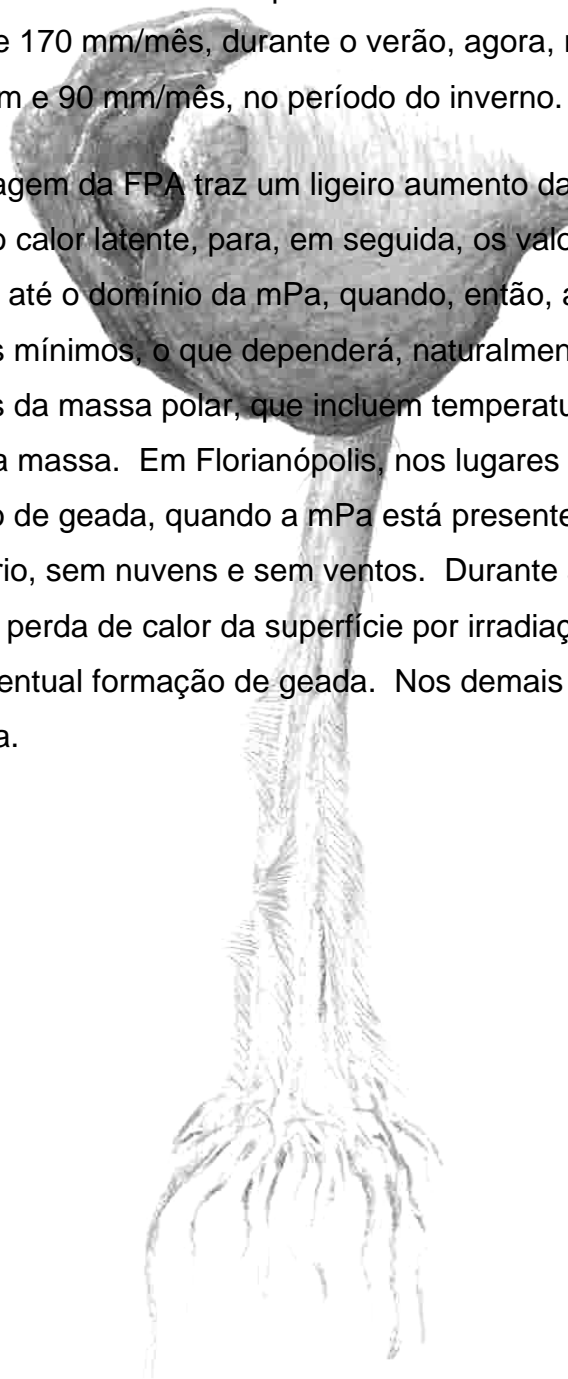 e 170 mm/mês, durante o verão, agora,
m e 90 mm/mês, no período do inverno.
agem da FPA traz um ligeiro aumento da
o calor latente, para, em seguida, os valo
até o domínio da mPa, quando, então, a
s mínimos, o que dependerá, naturalmen
s da massa polar, que incluem temperatu
a massa. Em Florianópolis, nos lugares
o de geada, quando a mPa está presente
rio, sem nuvens e sem ventos. Durante
perda de calor da superfície por irradiaç
entual formação de geada. Nos demais
a.